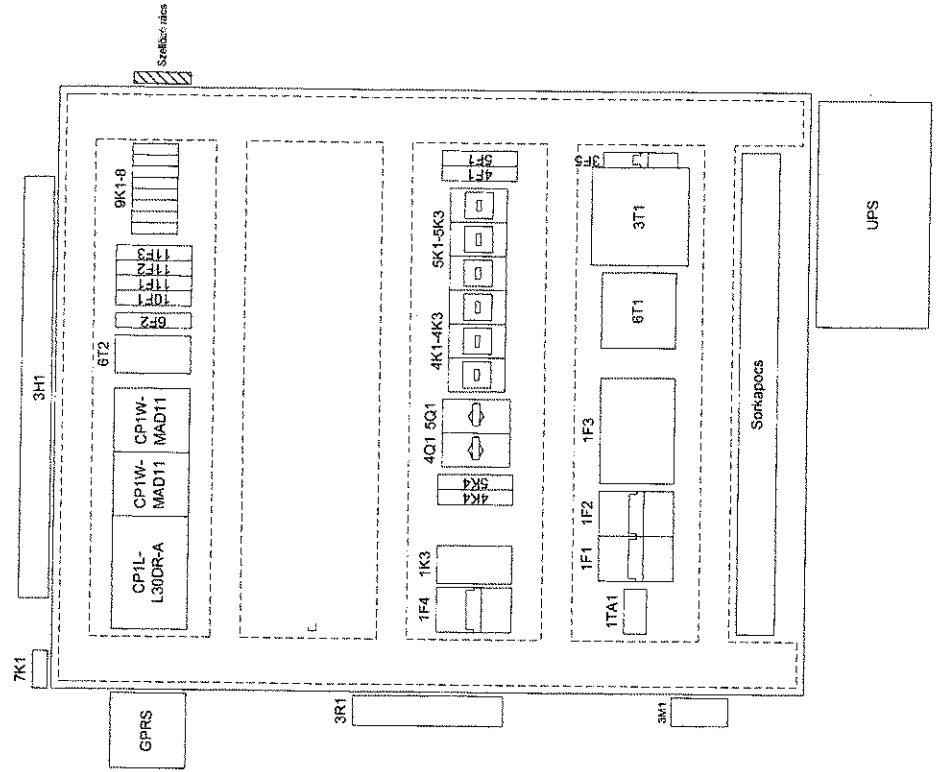 Szellőző rács
3H1
7K1
9K1-8
11F3
11F2
11F1
10F1
6F2
6T2
CP1W-
MAD11
CP1W-
MAD11
CP1L-
L30DR-A
GPRS
5F1
4F1
5K1-5K3
4K1-4K3
4Q1 5Q1
5K4
4K4
1K3
1F4
3R1
3F5
3T1
6T1
1F3
1F2
1F1
1TA1
3M1
Sorkapocs
UPS